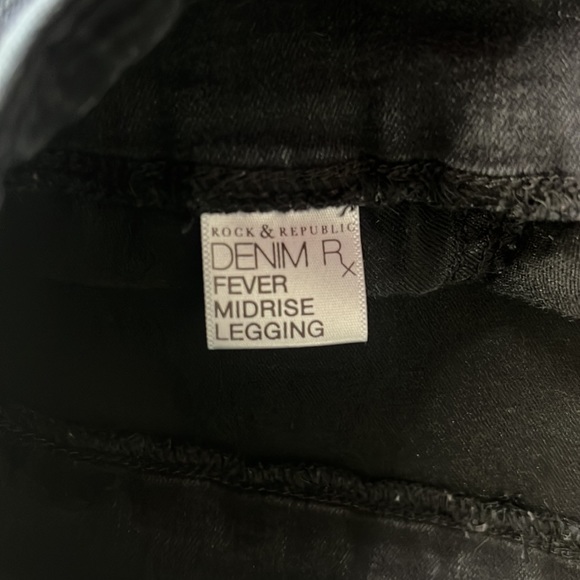 ROCK & REPUBLIC
DENIM Rx
FEVER
MIDRISE
LEGGING